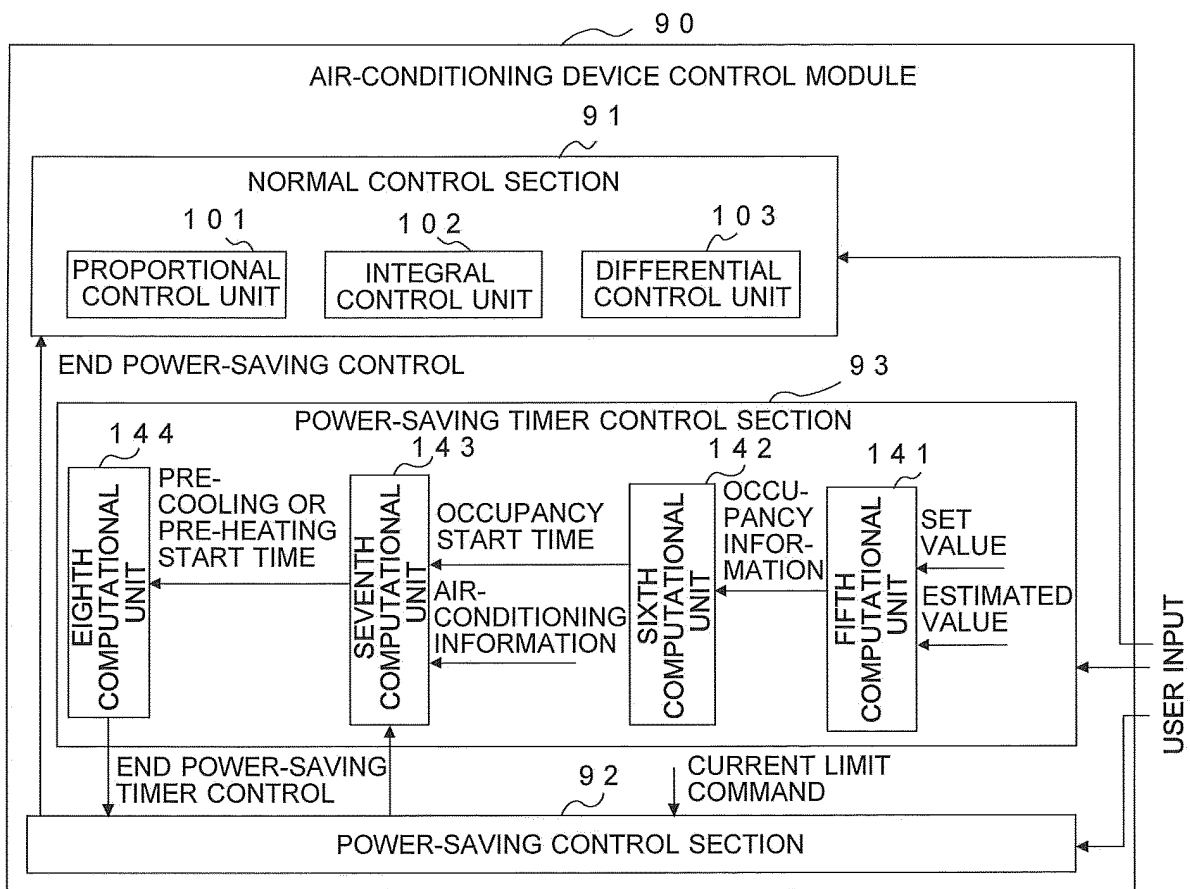 90
AIR-CONDITIONING DEVICE CONTROL MODULE
91
NORMAL CONTROL SECTION
101
PROPORTIONAL
CONTROL UNIT
102
INTEGRAL
CONTROL UNIT
103
DIFFERENTIAL
CONTROL UNIT
END POWER-SAVING CONTROL
93
POWER-SAVING TIMER CONTROL SECTION
144
EIGHTH
COMPUTATIONAL
UNIT
PRE-
COOLING OR
PRE-HEATING
START TIME
143
SEVENTH
COMPUTATIONAL
UNIT
OCCUPANCY
START TIME
AIR-
CONDITIONING
INFORMATION
142
SIXTH
COMPUTATIONAL
UNIT
OCCU-
PANCY
INFOR-
MATION
141
FIFTH
COMPUTATIONAL
UNIT
SET
VALUE
ESTIMATED
VALUE
USER INPUT
END POWER-SAVING
TIMER CONTROL
92
CURRENT LIMIT
COMMAND
POWER-SAVING CONTROL SECTION